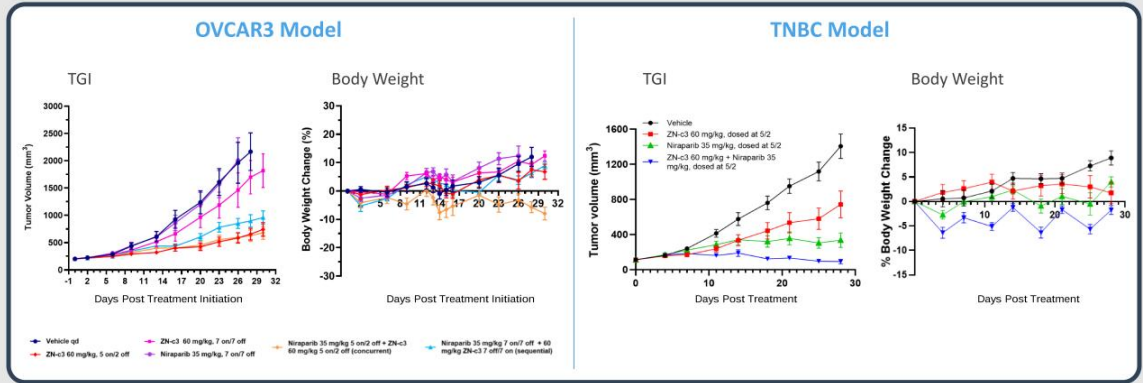 OVCAR3 Model
TGI
Body Weight
Tumor Volume (mm³)
3000
2500
2000
1500
1000
500
0
-1 2 5 8 11 14 17 20 23 26 29 32
Days Post Treatment Initiation
Body Weight Change (%)
30
20
10
0
-10
-20
-30
5 8 11 14 17 20 23 26 29 32
Days Post Treatment Initiation
Vehicle qd
ZN-c3 60 mg/kg, 5 on/2 off
ZN-c3 60 mg/kg, 7 on/7 off
Niraparib 35 mg/kg, 7 on/7 off
Niraparib 35 mg/kg 5 on/2 off + ZN-c3
60 mg/kg 5 on/2 off (concurrent)
Niraparib 35 mg/kg 7 on/7 off + 60
mg/kg ZN-c3 7 off/7 on (sequential)
TNBC Model
TGI
Body Weight
Vehicle
ZN-c3 60 mg/kg, dosed at 5/2
Niraparib 35 mg/kg, dosed at 5/2
ZN-c3 60 mg/kg + Niraparib 35
mg/kg, dosed at 5/2
Tumor volume (mm³)
1600
1200
800
400
0
0 10 20 30
Days Post Treatment
% Body Weight Change
15
10
5
0
-5
-10
-15
10 20 30
Days Post Treatment